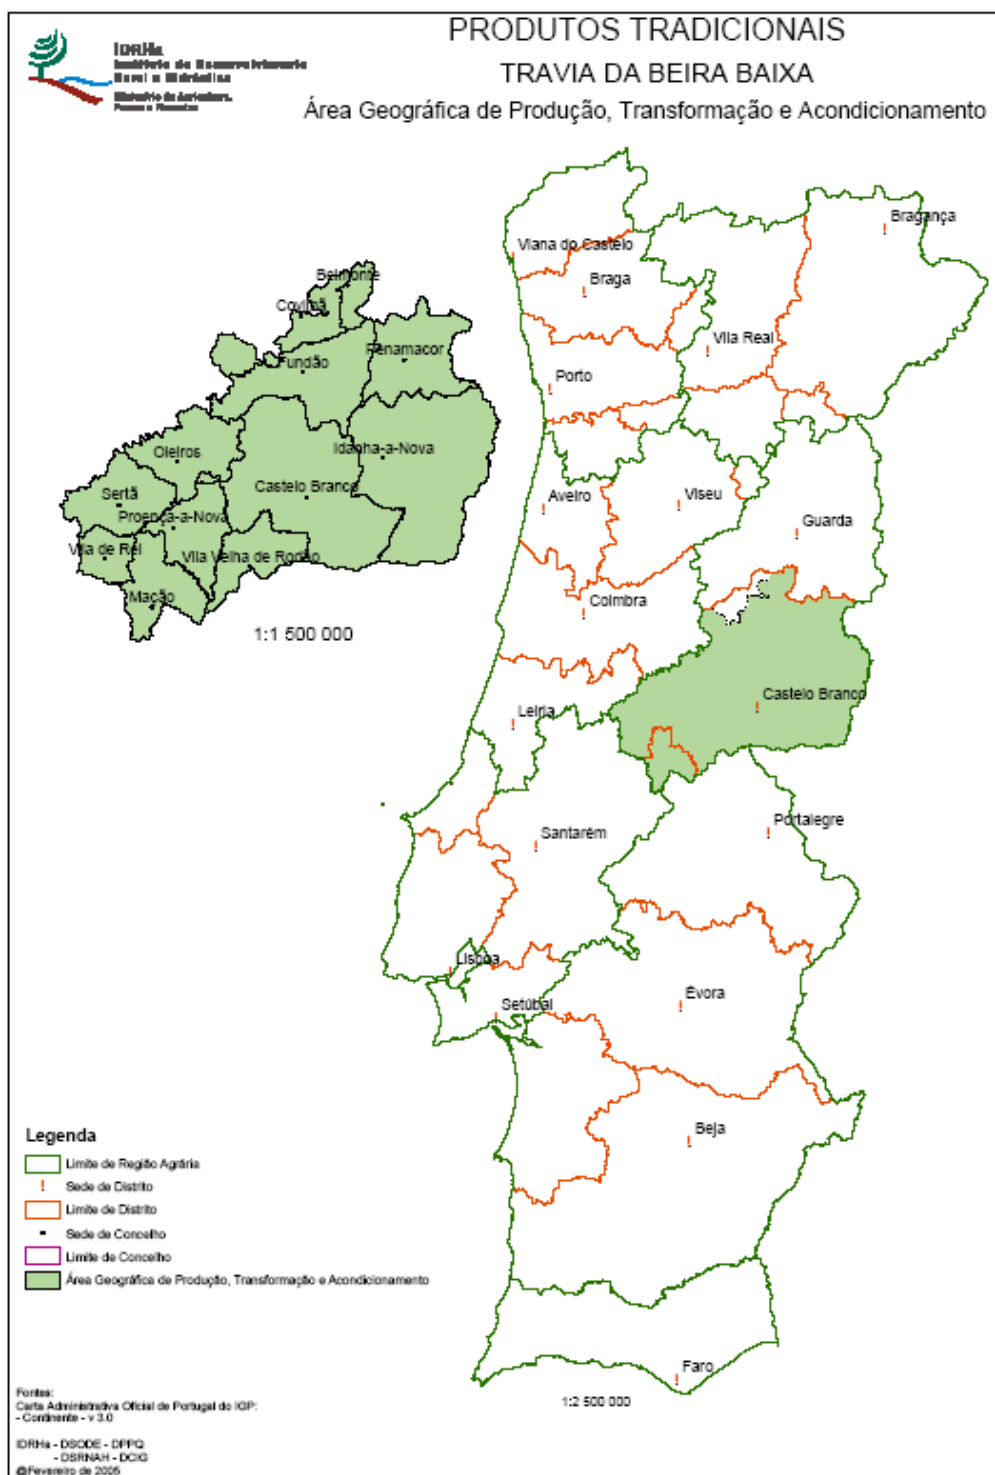 PRODUTOS TRADICIONAIS
TRAVIA DA BEIRA BAIXA
Área Geográfica de Produção, Transformação e Acondicionamento
IDRHa
Instituto de Desenvolvimento
Rural e Hidráulica
Ministério da Agricultura,
Pescas e Florestas
Bragança
Viana do Castelo
Braga
Vila Real
Porto
Aveiro
Viseu
Guarda
Coimbra
Castelo Branco
Leiria
Santarém
Portalegre
Lisboa
Setúbal
Évora
Beja
Faro
1:2 500 000
Belmonte
Covilhã
Fundão
Penamacor
Oleiros
Idanha-a-Nova
Sertã
Castelo Branco
Proença-a-Nova
Vila de Rei
Vila Velha de Rodão
Mação
1:1 500 000
Legenda
Limite de Região Agrária
Sede de Distrito
Limite de Distrito
Sede de Concelho
Limite de Concelho
Área Geográfica de Produção, Transformação e Acondicionamento
Fontes:
Carta Administrativa Oficial de Portugal do IGP:
- Continente - v 3.0
IDRHa - DSODE - DPPQ
- DSRNAH - DCIG
@Fevereiro de 2005